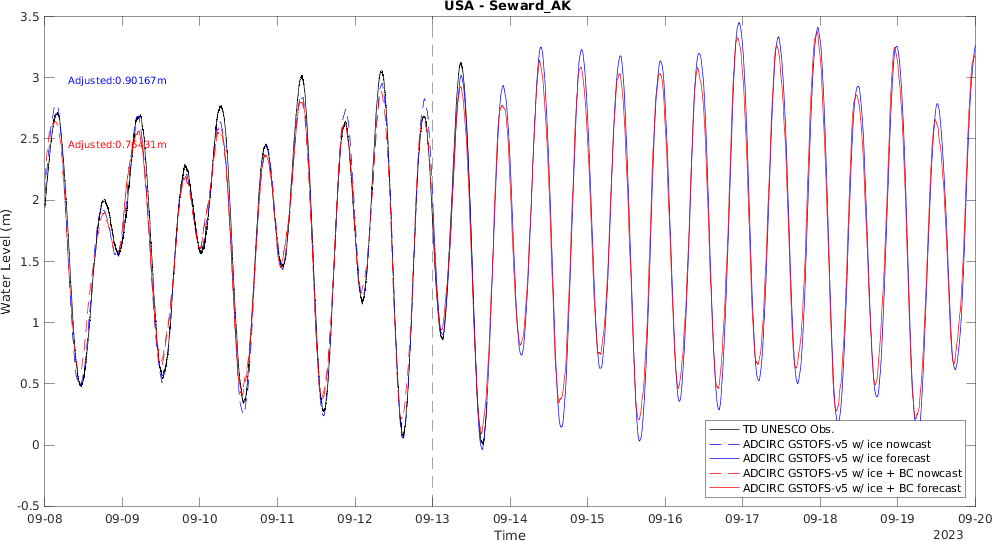 USA - Seward_AK
3.5
3
2.5
2
1.5
1
0.5
0
-0.5
Water Level (m)
Adjusted:0.90167m
Adjusted:0.76431m
TD UNESCO Obs.
ADCIRC GSTOFS-v5 w/ ice nowcast
ADCIRC GSTOFS-v5 w/ ice forecast
ADCIRC GSTOFS-v5 w/ ice + BC nowcast
ADCIRC GSTOFS-v5 w/ ice + BC forecast
09-08 09-09 09-10 09-11 09-12 09-13 09-14 09-15 09-16 09-17 09-18 09-19 09-20
Time
2023